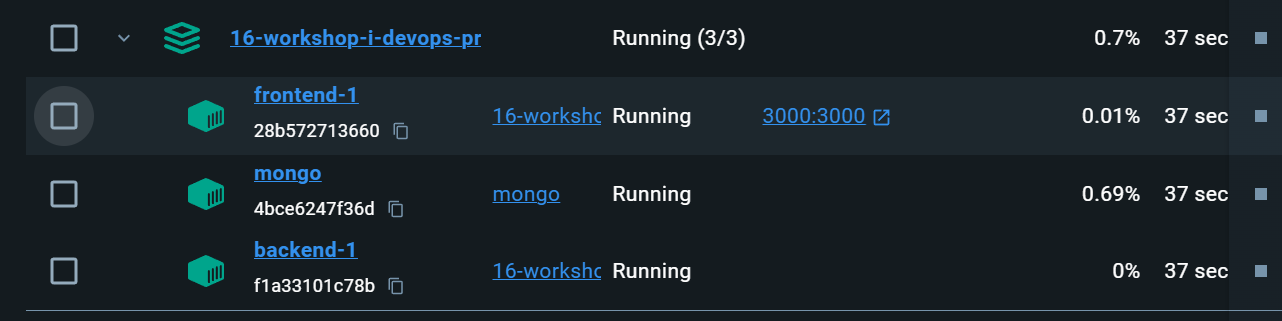 16-workshop-i-devops-pr Running (3/3) 0.7% 37 sec
frontend-1
28b572713660 16-worksho Running 3000:3000 0.01% 37 sec
mongo
4bce6247f36d mongo Running 0.69% 37 sec
backend-1
f1a33101c78b 16-worksho Running 0% 37 sec